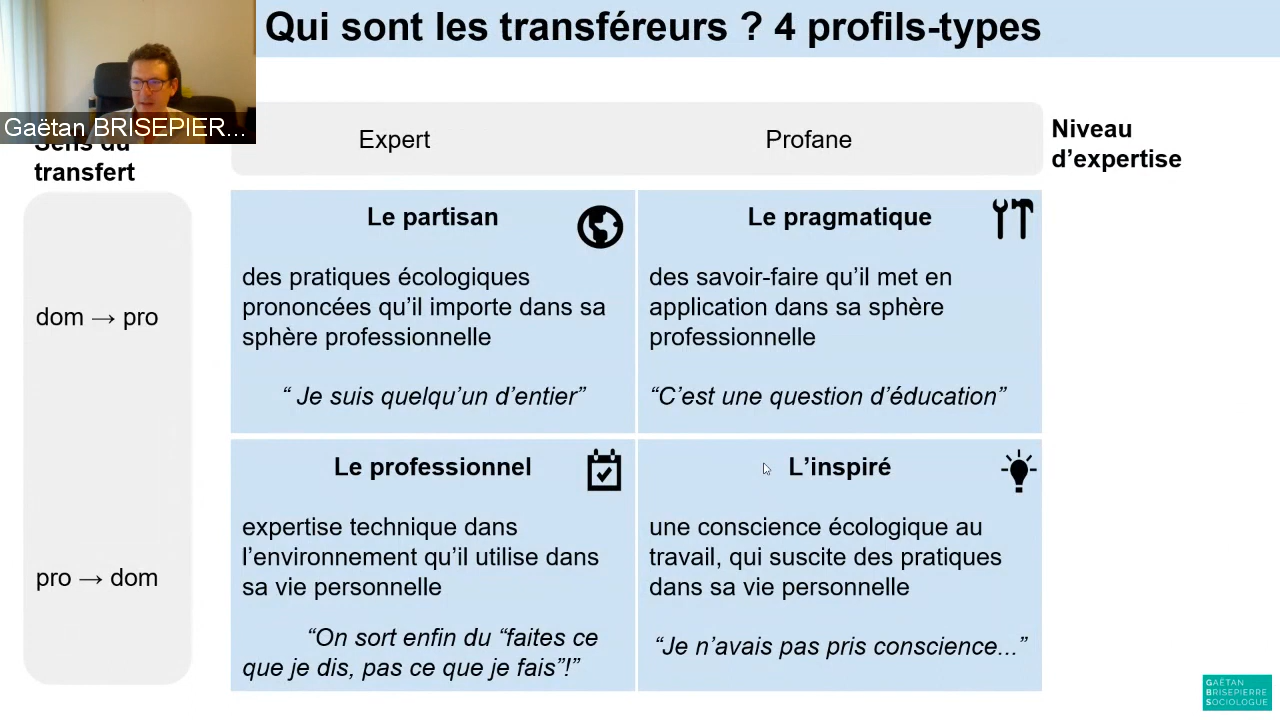 Qui sont les transféreurs ? 4 profils-types
Gaëtan BRISEPIER...
Sens du
transfert
Expert
Profane
Niveau
d’expertise
dom → pro
Le partisan
des pratiques écologiques
prononcées qu’il importe dans sa
sphère professionnelle
“ Je suis quelqu’un d’entier”
Le pragmatique
des savoir-faire qu’il met en
application dans sa sphère
professionnelle
“C’est une question d’éducation”
pro → dom
Le professionnel
expertise technique dans
l’environnement qu’il utilise dans
sa vie personnelle
“On sort enfin du “faites ce
que je dis, pas ce que je fais”!”
L’inspiré
une conscience écologique au
travail, qui suscite des pratiques
dans sa vie personnelle
“Je n’avais pas pris conscience...”
GAËTAN
BRISEPIERRE
SOCIOLOGUE